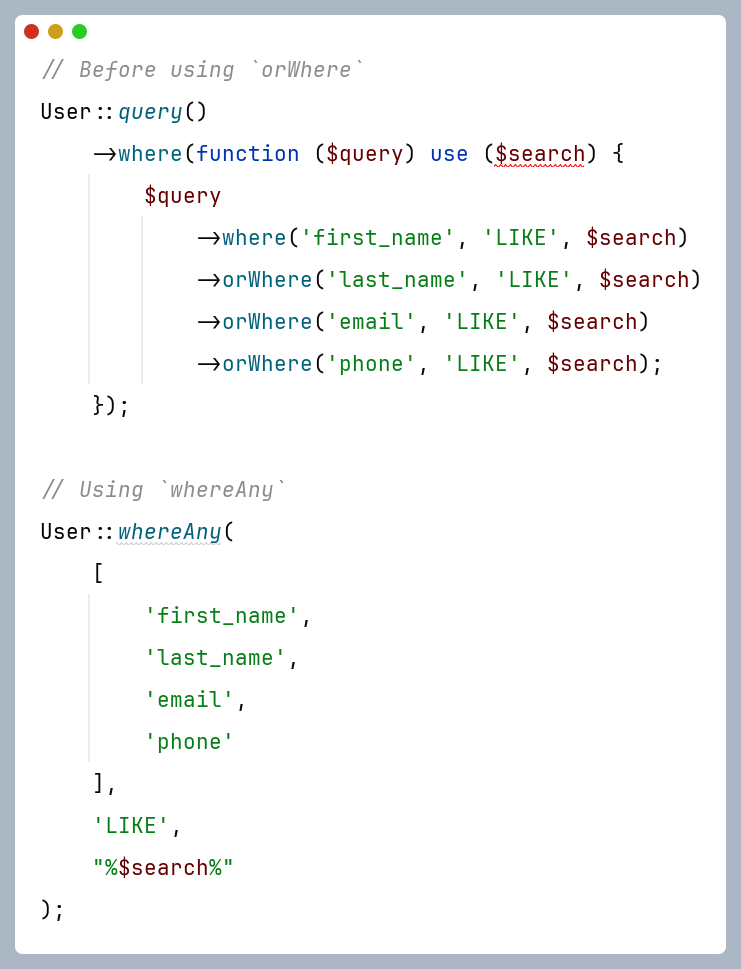 // Before using `orWhere`
User::query()
    ->where(function ($query) use ($search) {
        $query
            ->where('first_name', 'LIKE', $search)
            ->orWhere('last_name', 'LIKE', $search)
            ->orWhere('email', 'LIKE', $search)
            ->orWhere('phone', 'LIKE', $search);
    });
// Using `whereAny`
User::whereAny(
    [
        'first_name',
        'last_name',
        'email',
        'phone'
    ],
    'LIKE',
    "%$search%"
);